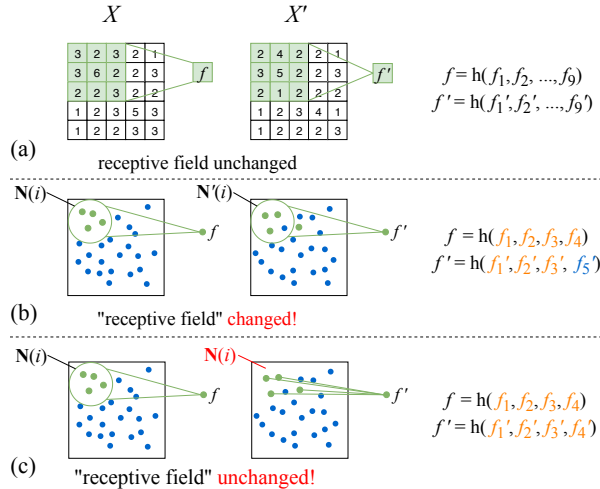 X X′
3 2 3 2 1 2 4 2 2 1
3 6 2 2 3 f 3 5 2 2 3 f′ f = h(f₁, f₂, ..., f₉)
2 2 3 2 2 2 1 2 2 2 f′ = h(f₁′, f₂′, ..., f₉′)
1 2 3 5 3 1 2 3 4 1
1 2 2 3 3 1 2 2 2 3
(a) receptive field unchanged
N(i) N′(i)
f f′ f = h(f₁, f₂, f₃, f₄)
f′ = h(f₁′, f₂′, f₃′, f₅′)
(b) "receptive field" changed!
N(i) N(i)
f f′ f = h(f₁, f₂, f₃, f₄)
f′ = h(f₁′, f₂′, f₃′, f₄′)
(c) "receptive field" unchanged!